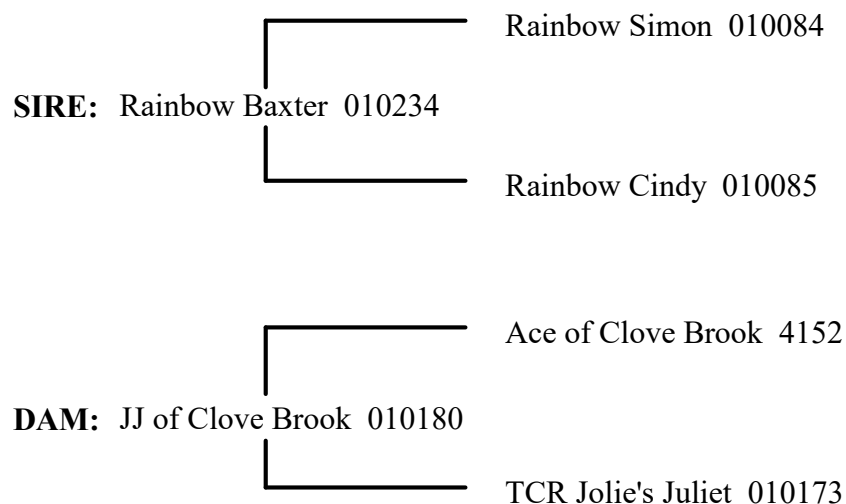 Rainbow Simon 010084
SIRE: Rainbow Baxter 010234
Rainbow Cindy 010085
Ace of Clove Brook 4152
DAM: JJ of Clove Brook 010180
TCR Jolie's Juliet 010173